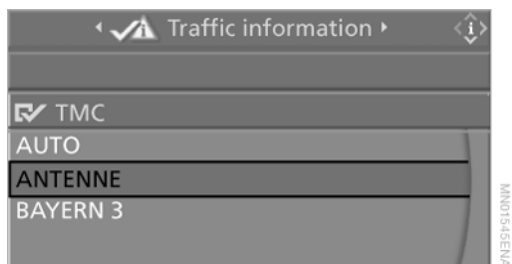 Traffic information
TMC
AUTO
ANTENNE
BAYERN 3
MN01545ENA